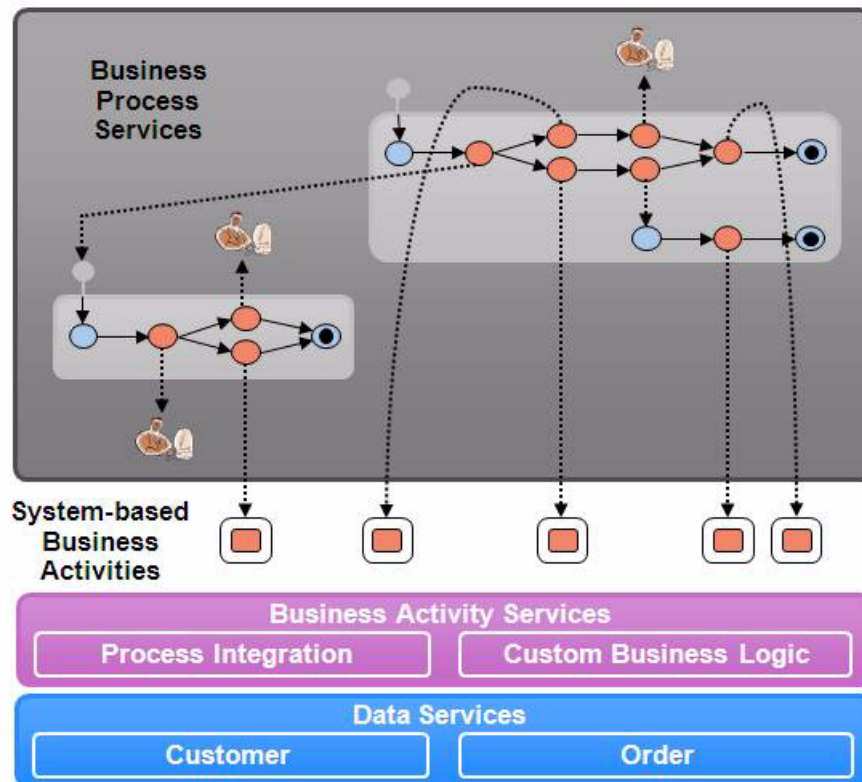 Business
Process
Services
System-based
Business
Activities
Business Activity Services
Process Integration
Custom Business Logic
Data Services
Customer
Order